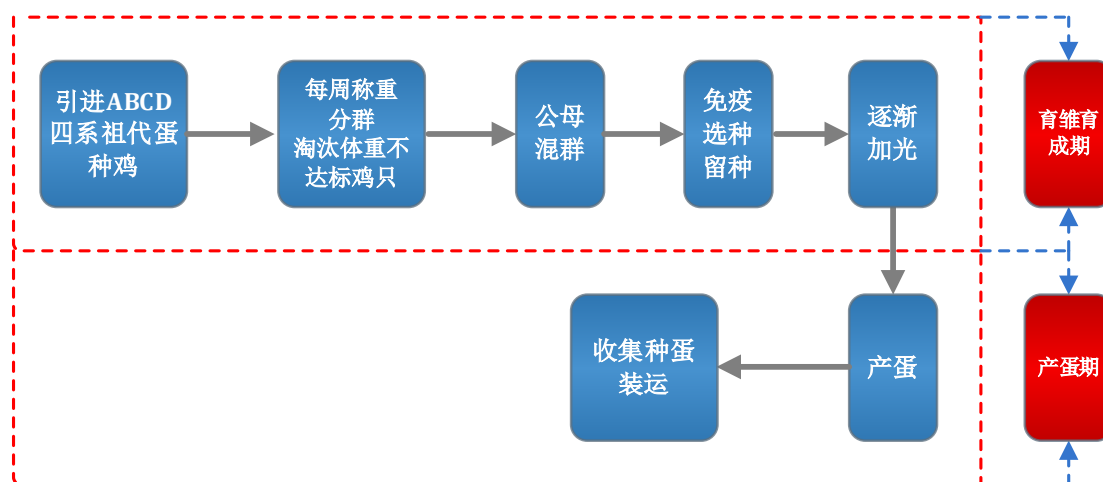 引进ABCD
四系祖代蛋
种鸡
每周称重
分群
淘汰体重不
达标鸡只
公母
混群
免疫
选种
留种
逐渐
加光
育雏育
成期
收集种蛋
装运
产蛋
产蛋期